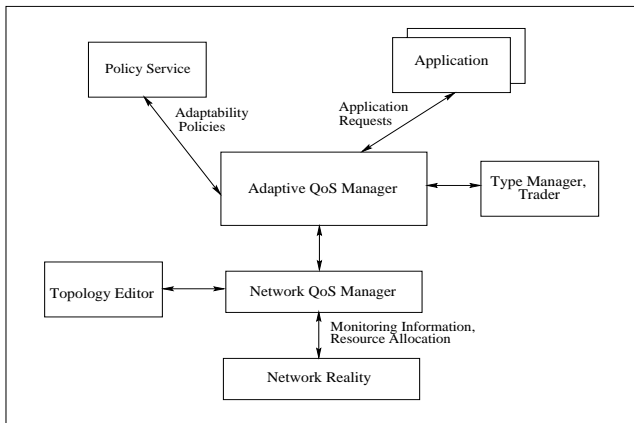 Policy Service
Application
Adaptability
Policies
Application
Requests
Adaptive QoS Manager
Type Manager,
Trader
Topology Editor
Network QoS Manager
Monitoring Information,
Resource Allocation
Network Reality